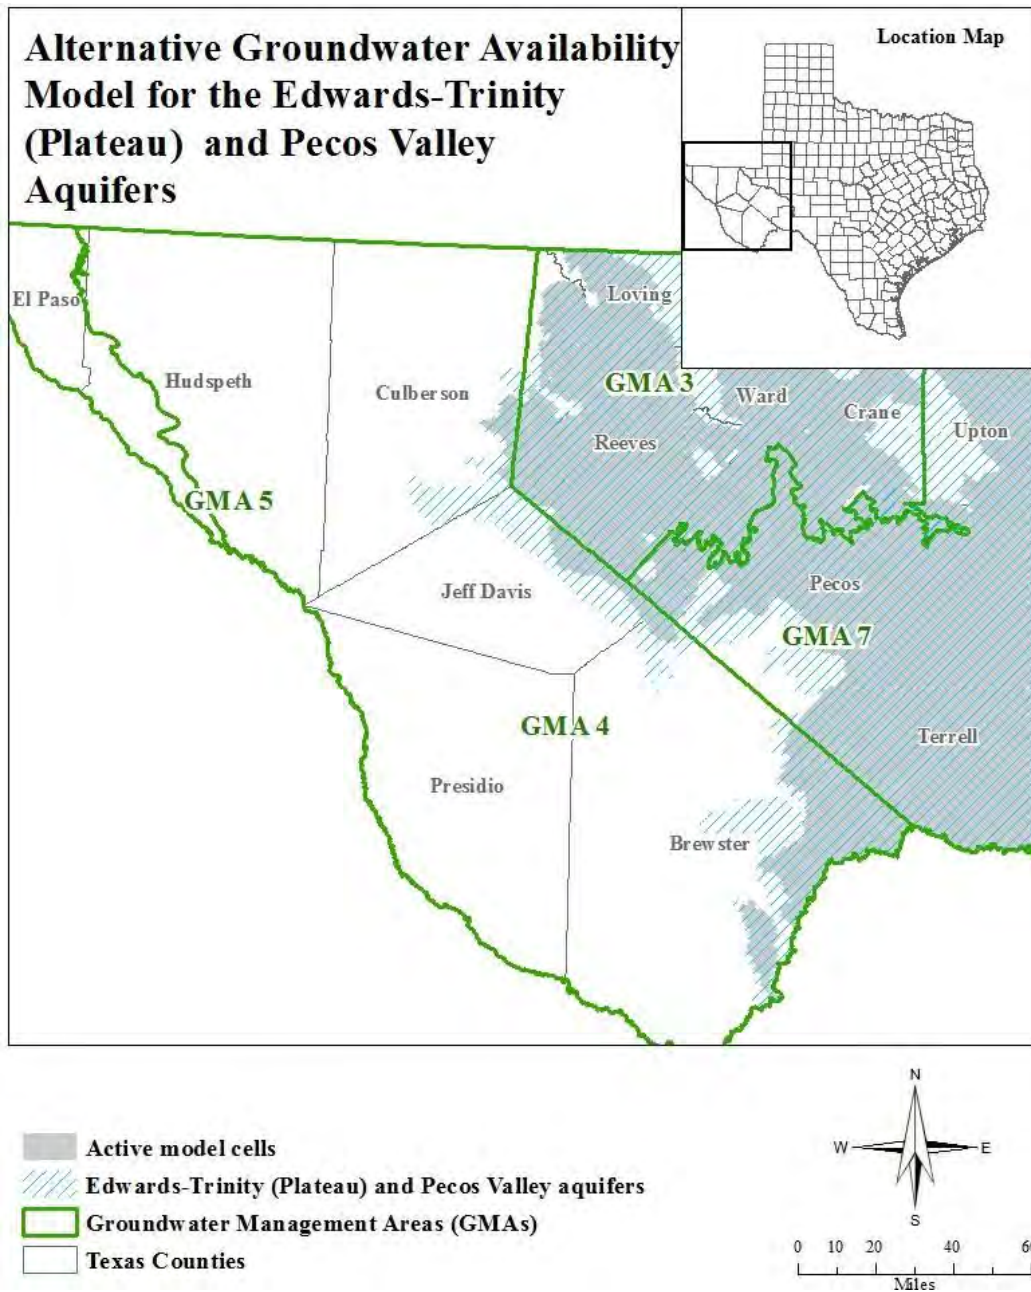 Alternative Groundwater Availability
Model for the Edwards-Trinity
(Plateau) and Pecos Valley
Aquifers
Location Map
El Paso
Hudspeth
Culberson
Loving
GMA 3
Ward
Crane
Upton
Reeves
GMA 5
Jeff Davis
Pecos
GMA 7
GMA 4
Terrell
Presidio
Brewster
Active model cells
Edwards-Trinity (Plateau) and Pecos Valley aquifers
Groundwater Management Areas (GMAs)
Texas Counties
N
W E
S
0 10 20 40
Miles